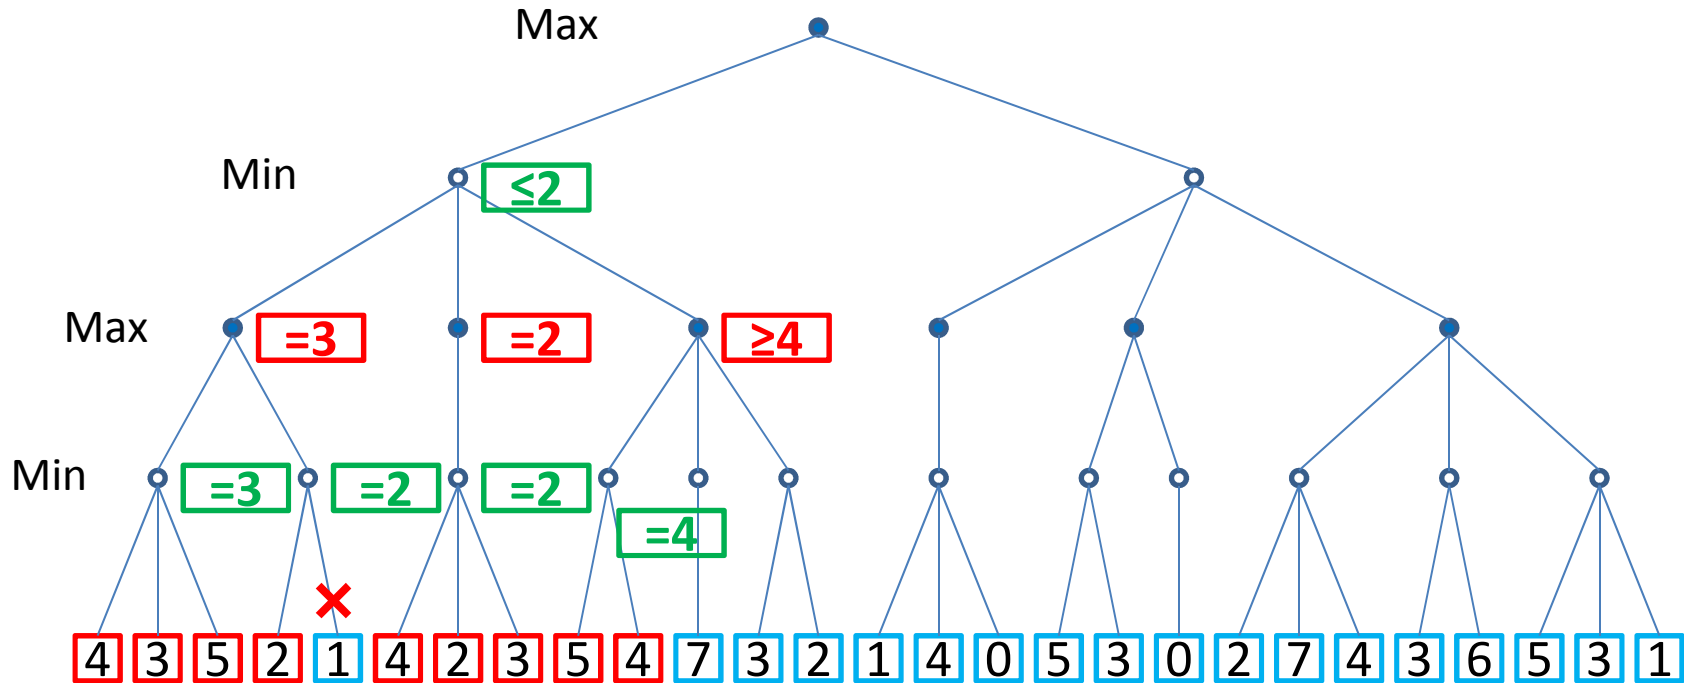 Max
Min ≤2
Max =3 =2 ≥4
Min =3 =2 =2
=4
4 3 5 2 1 4 2 3 5 4 7 3 2 1 4 0 5 3 0 2 7 4 3 6 5 3 1